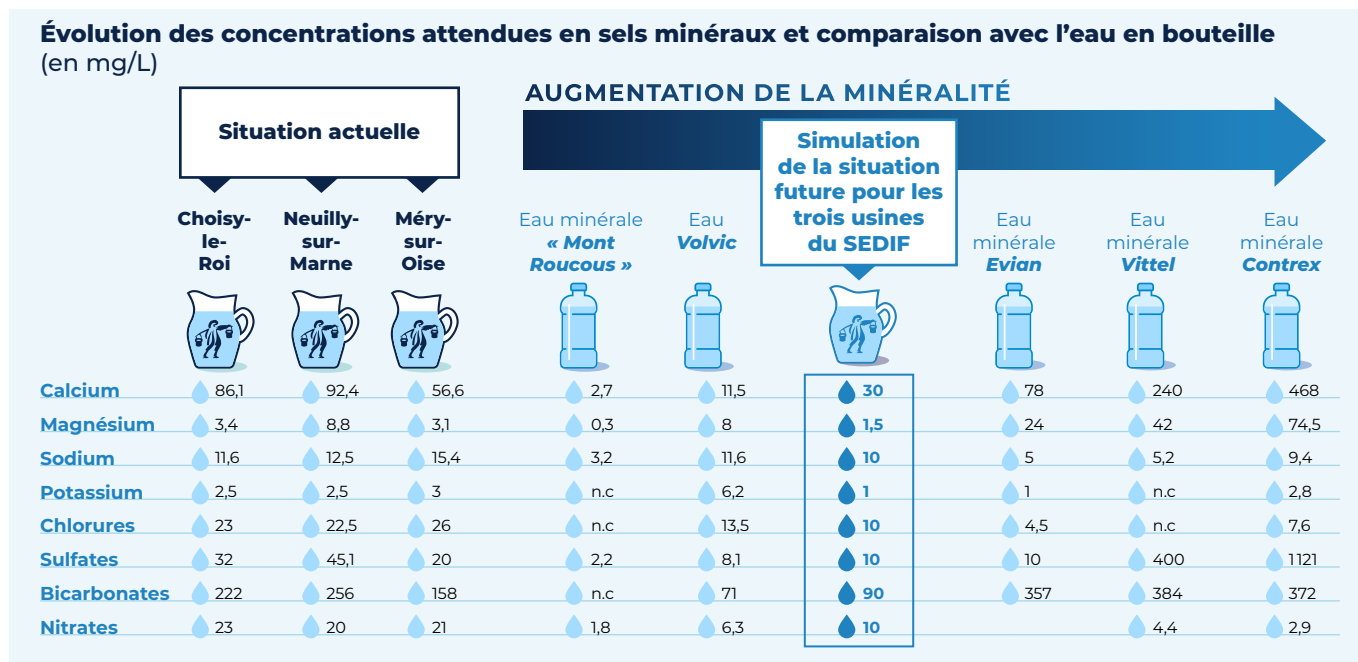 Évolution des concentrations attendues en sels minéraux et comparaison avec l’eau en bouteille
(en mg/L)
AUGMENTATION DE LA MINÉRALITÉ
Situation actuelle
Simulation
de la situation
future pour les
trois usines
du SEDIF
Choisy-
le-
Roi
Neuilly-
sur-
Marne
Méry-
sur-
Oise
Eau minérale
« Mont
Roucous »
Eau
Volvic
Eau
minérale
Evian
Eau
minérale
Vittel
Eau
minérale
Contrex
Calcium 86,1 92,4 56,6 2,7 11,5 30 78 240 468
Magnésium 3,4 8,8 3,1 0,3 8 1,5 24 42 74,5
Sodium 11,6 12,5 15,4 3,2 11,6 10 5 5,2 9,4
Potassium 2,5 2,5 3 n.c 6,2 1 1 n.c 2,8
Chlorures 23 22,5 26 n.c 13,5 10 4,5 n.c 7,6
Sulfates 32 45,1 20 2,2 8,1 10 10 400 1121
Bicarbonates 222 256 158 n.c 71 90 357 384 372
Nitrates 23 20 21 1,8 6,3 10 4,4 2,9